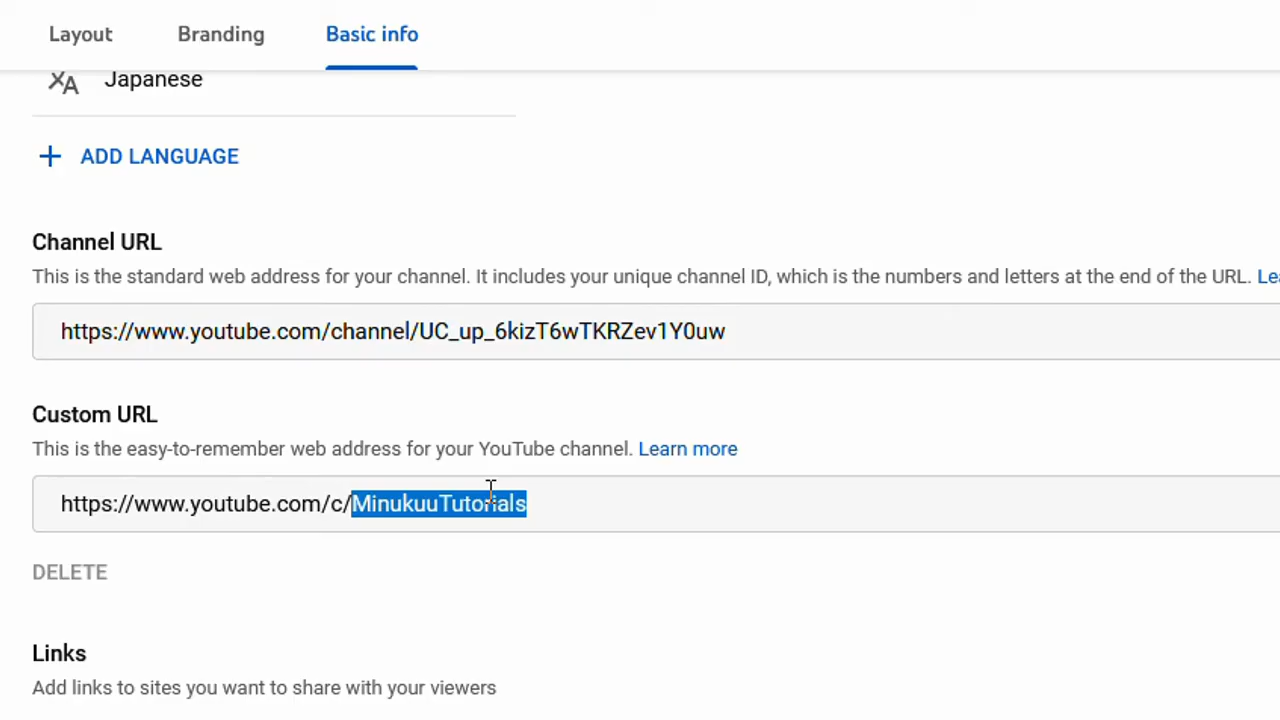 Layout Branding Basic info
Japanese
ADD LANGUAGE
Channel URL
This is the standard web address for your channel. It includes your unique channel ID, which is the numbers and letters at the end of the URL.
https://www.youtube.com/channel/UC_up_6kizT6wTKRZev1Y0uw
Custom URL
This is the easy-to-remember web address for your YouTube channel. Learn more
https://www.youtube.com/c/MinukuuTutorials
DELETE
Links
Add links to sites you want to share with your viewers